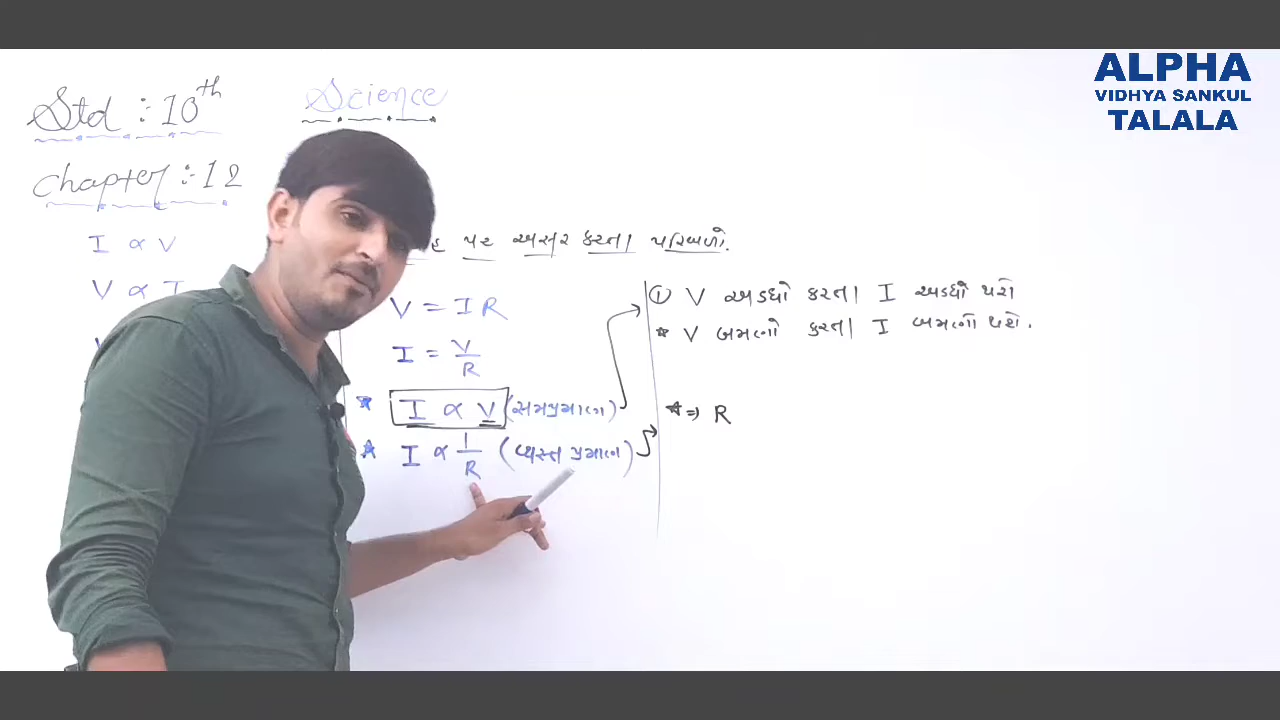 ALPHA
VIDHYA SANKUL
TALALA
Std : 10th
Science
Chapter : 12
પર અસર કરતા પરિબળો.
I ∝ V
V ∝ I
V = IR
I = V/R
* I ∝ V (સમપ્રમાણ)
* I ∝ 1/R (વ્યસ્ત પ્રમાણ)
① V અડધો કરતા I અડધો થશે
* V બમણો કરતા I બમણો થશે.
* ⇒ R